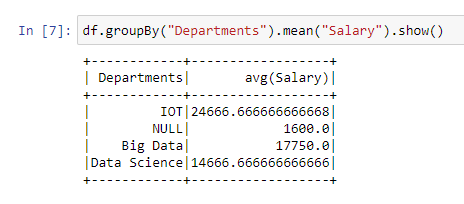 In [7]: df.groupBy("Departments").mean("Salary").show()
+------------+------------------+
| Departments|       avg(Salary)|
+------------+------------------+
|         IOT|24666.666666666668|
|        NULL|            1600.0|
|    Big Data|           17750.0|
|Data Science|14666.666666666666|
+------------+------------------+